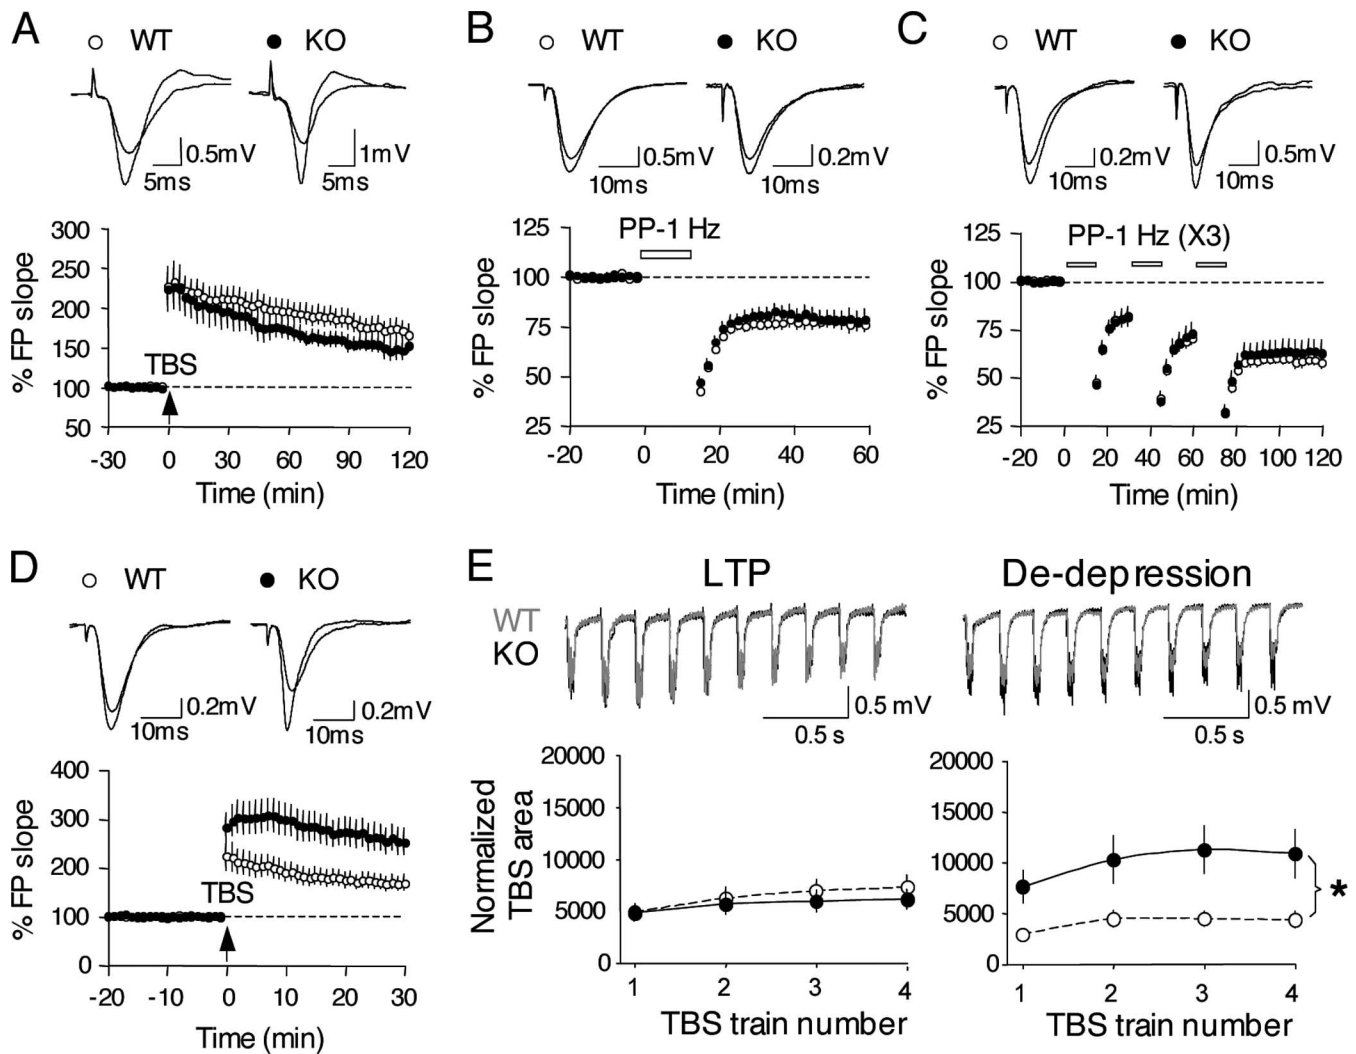 A
WT KO
0.5mV
5ms
1mV
5ms
300
250
200
150
100
50
% FP slope
TBS
-30 0 30 60 90 120
Time (min)
B
WT KO
0.5mV
10ms
0.2mV
10ms
125
100
75
50
25
% FP slope
PP-1 Hz
-20 0 20 40 60
Time (min)
C
WT KO
0.2mV
10ms
0.5mV
10ms
125
100
75
50
25
% FP slope
PP-1 Hz (X3)
-20 0 20 40 60 80 100 120
Time (min)
D
WT KO
0.2mV
10ms
0.2mV
10ms
400
300
200
100
0
% FP slope
TBS
-20 -10 0 10 20 30
Time (min)
E
LTP
De-depression
WT
KO
0.5 mV
0.5 s
0.5 mV
0.5 s
Normalized
TBS area
20000
15000
10000
5000
0
1 2 3 4
TBS train number
20000
15000
10000
5000
0
*
1 2 3 4
TBS train number